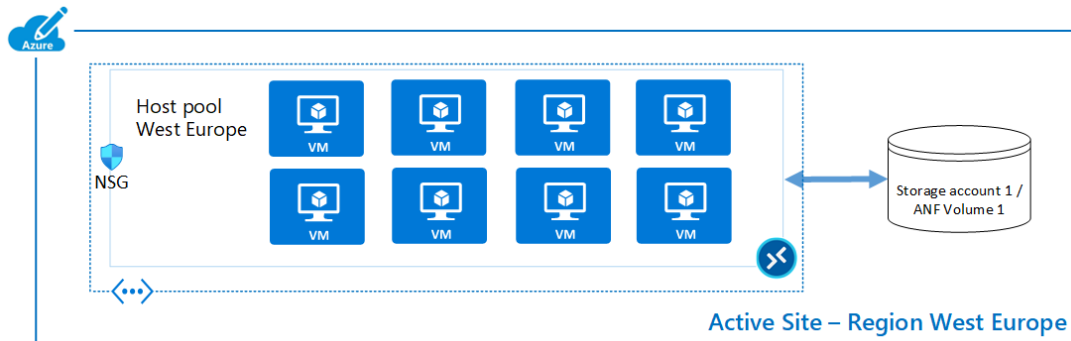 Azure
Host pool
West Europe
NSG
VM
VM
VM
VM
VM
VM
VM
VM
Storage account 1 /
ANF Volume 1
Active Site – Region West Europe